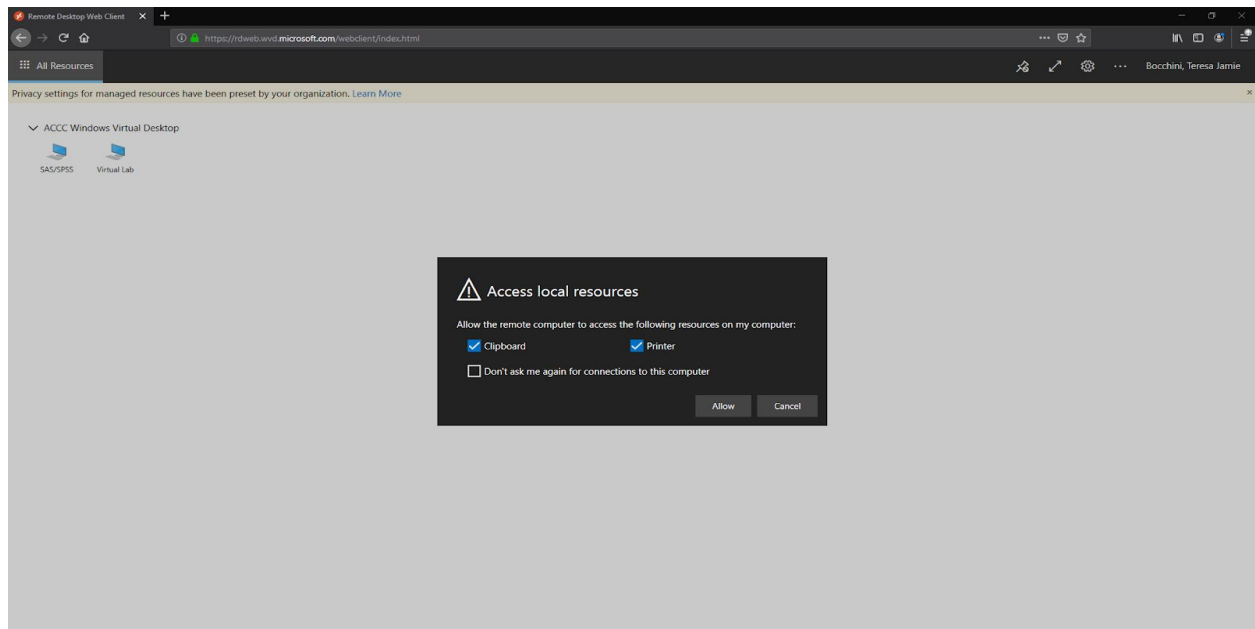 Remote Desktop Web Client
https://rdweb.wvd.microsoft.com/webclient/index.html
All Resources
Bocchini, Teresa Jamie
Privacy settings for managed resources have been preset by your organization. Learn More
ACCC Windows Virtual Desktop
SAS/SPSS Virtual Lab
Access local resources
Allow the remote computer to access the following resources on my computer:
Clipboard Printer
Don't ask me again for connections to this computer
Allow Cancel